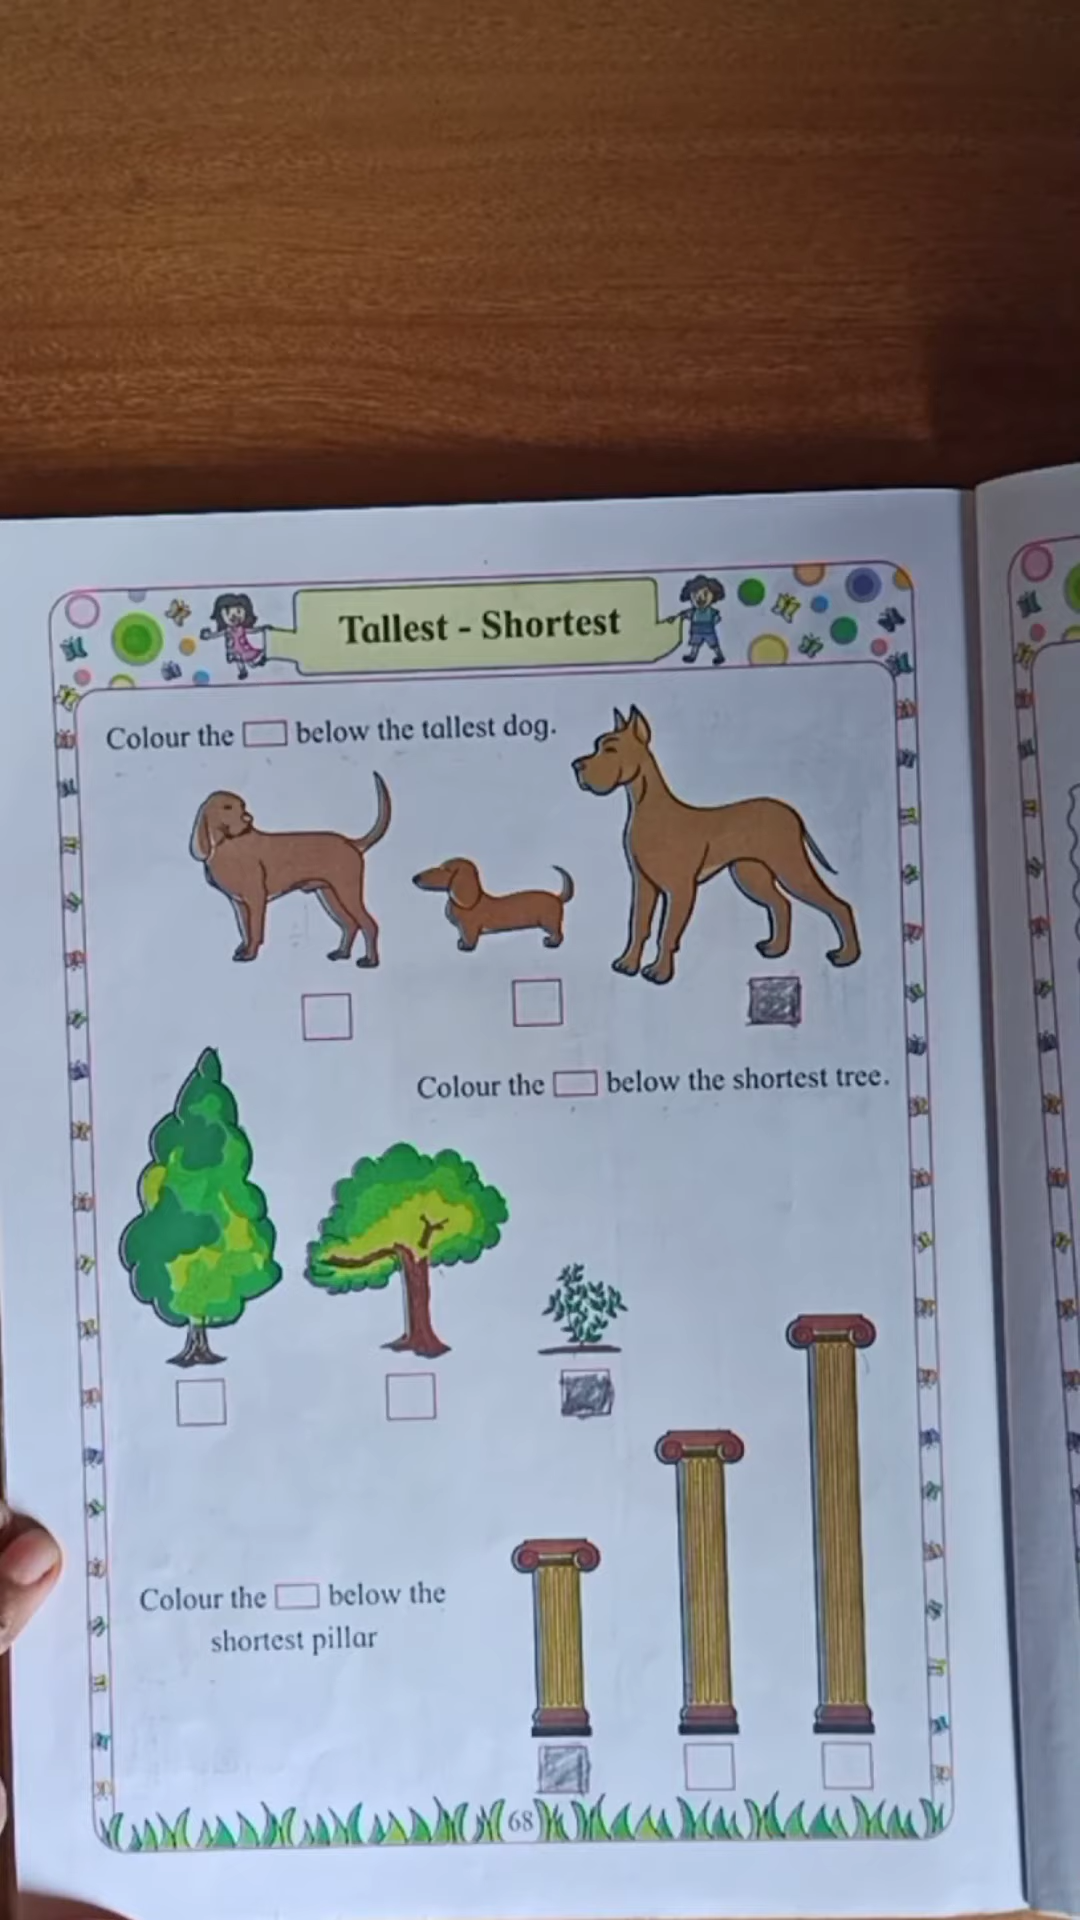 Tallest - Shortest
Colour the below the tallest dog.
Colour the below the shortest tree.
Colour the below the
shortest pillar
68